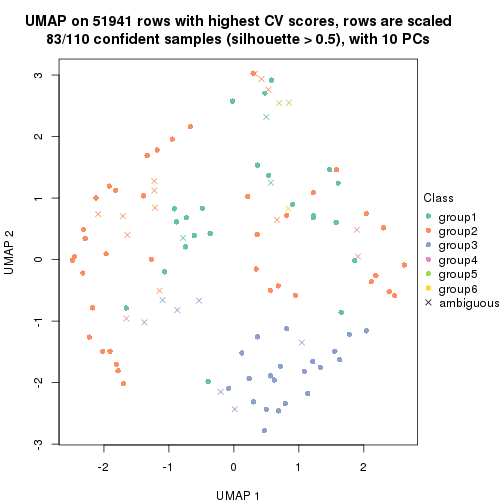 UMAP on 51941 rows with highest CV scores, rows are scaled
83/110 confident samples (silhouette > 0.5), with 10 PCs
3
2
1
0
-1
-2
-3
UMAP 2
-2
-1
0
1
2
UMAP 1
Class
group1
group2
group3
group4
group5
group6
ambiguous